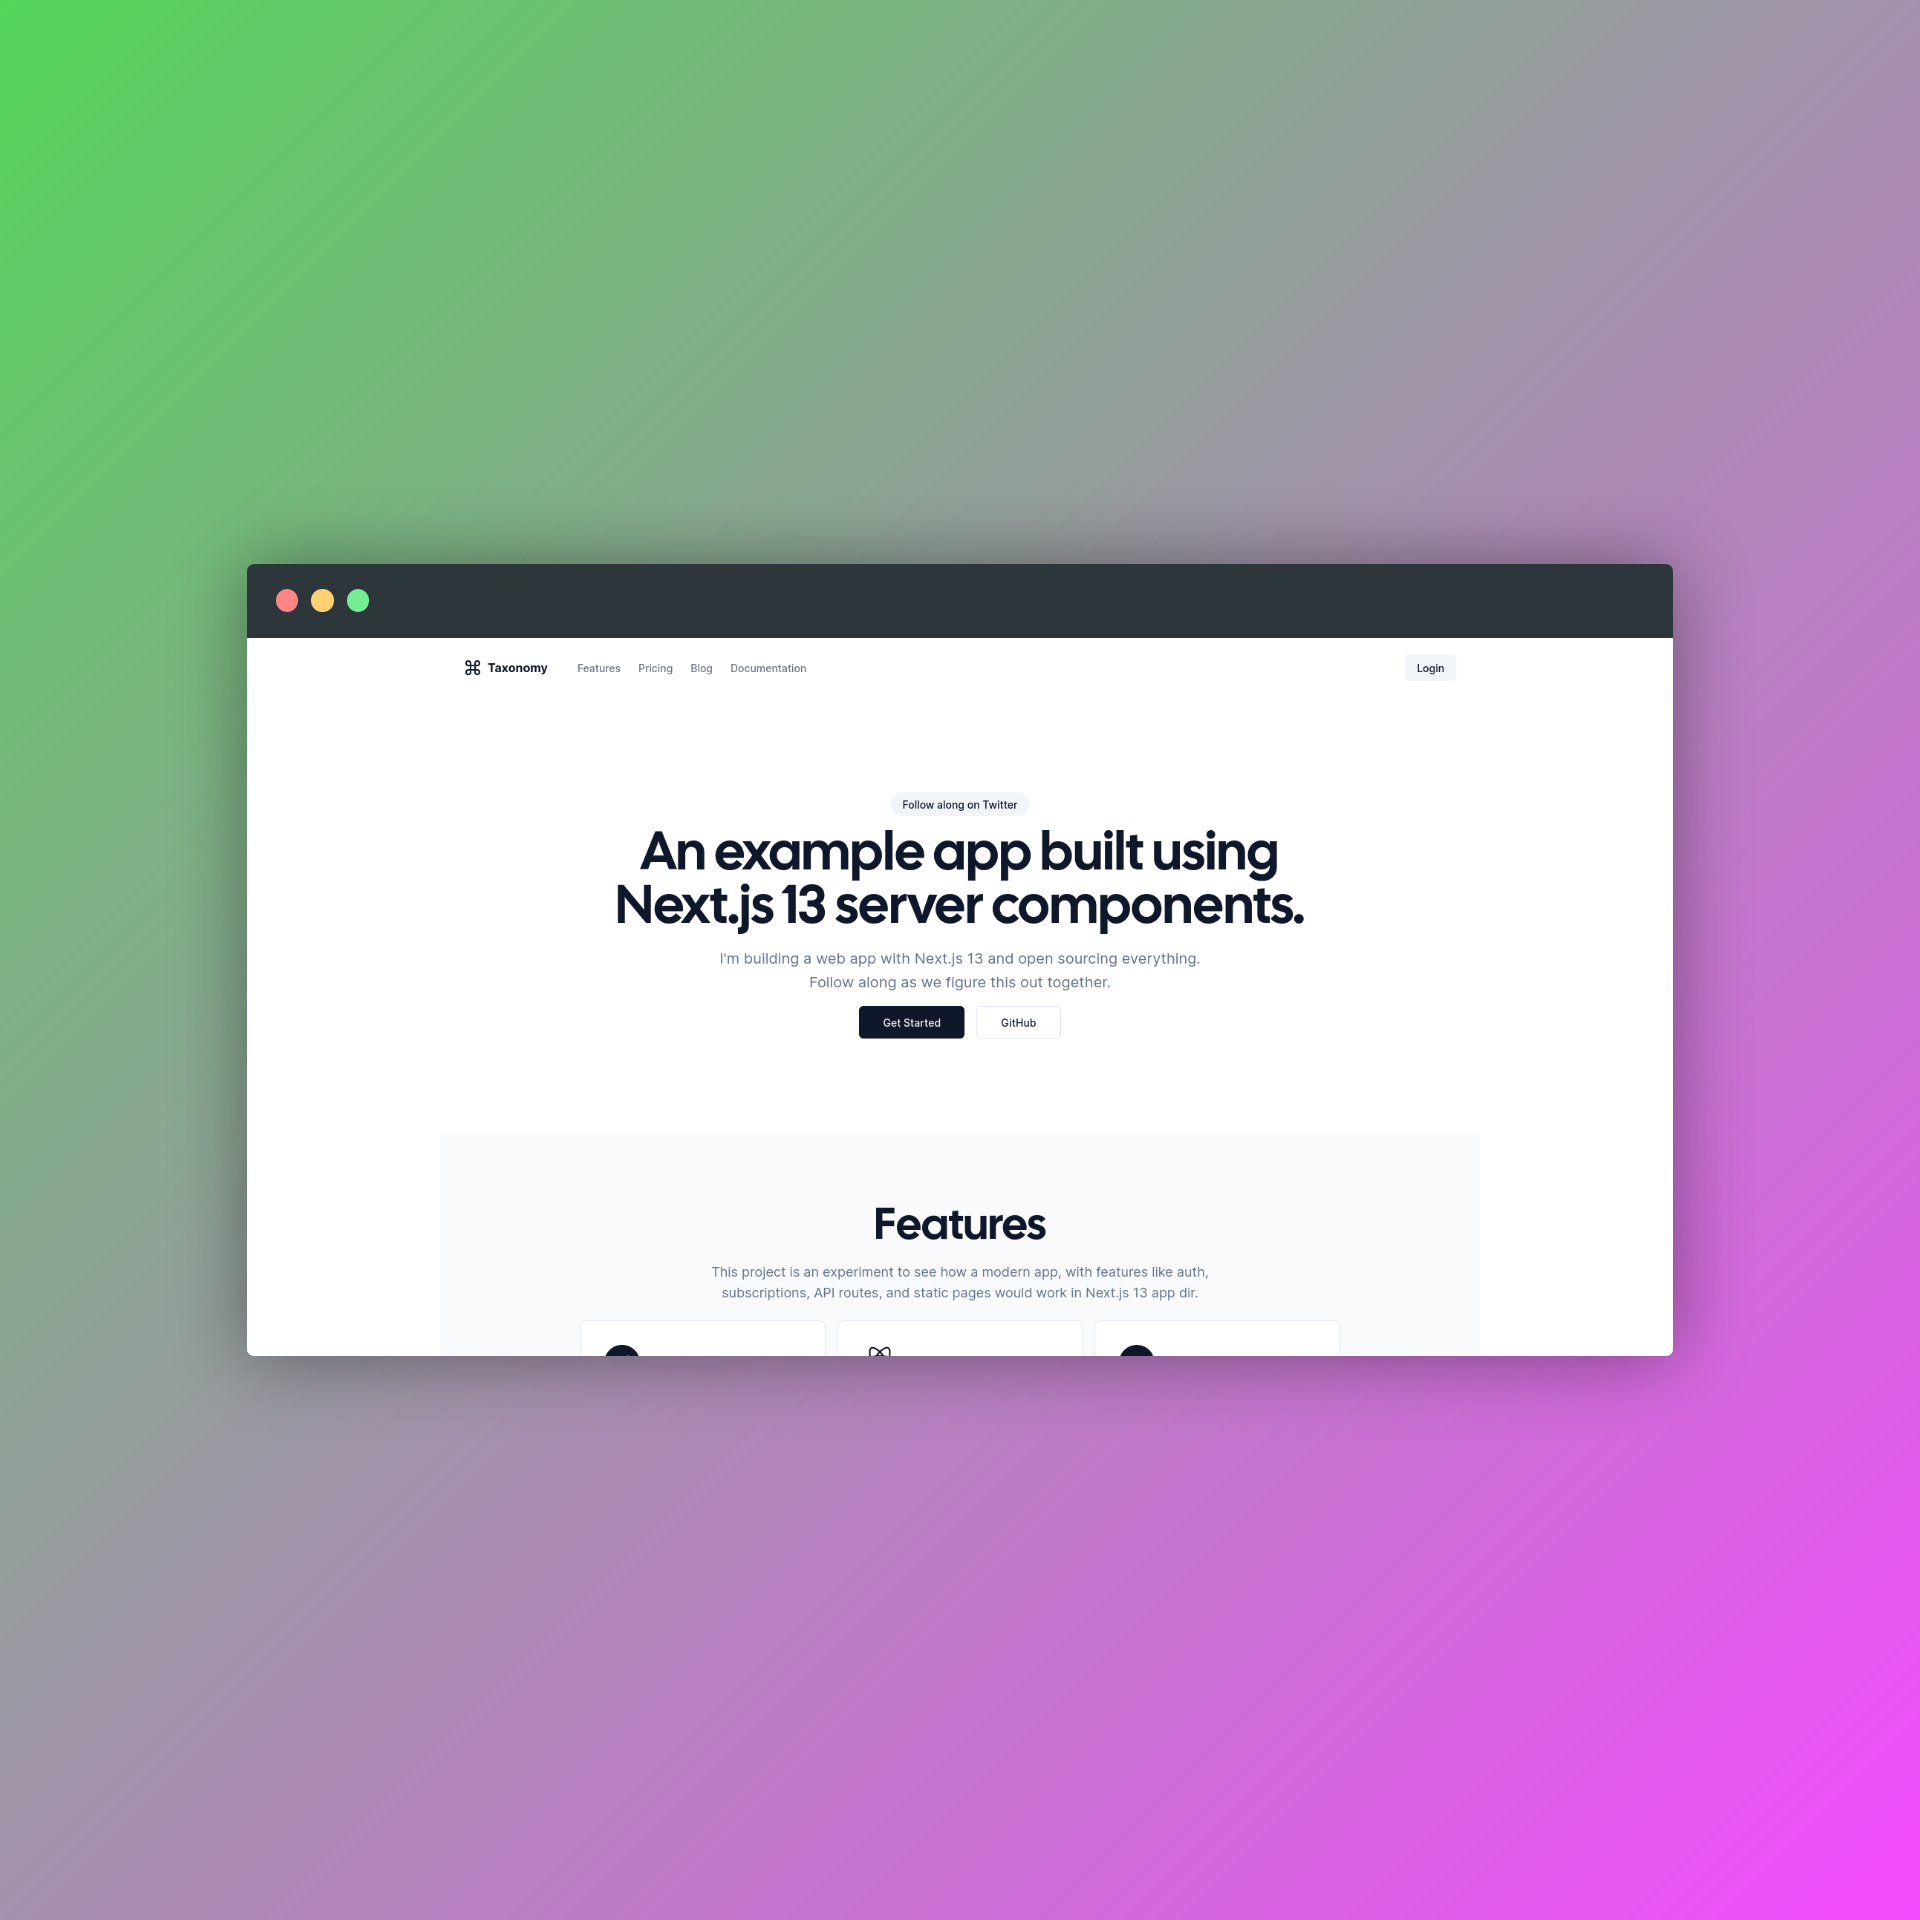 Taxonomy
Features
Pricing
Blog
Documentation
Login
Follow along on Twitter
An example app built using
Next.js 13 server components.
I'm building a web app with Next.js 13 and open sourcing everything.
Follow along as we figure this out together.
Get Started
GitHub
Features
This project is an experiment to see how a modern app, with features like auth,
subscriptions, API routes, and static pages would work in Next.js 13 app dir.